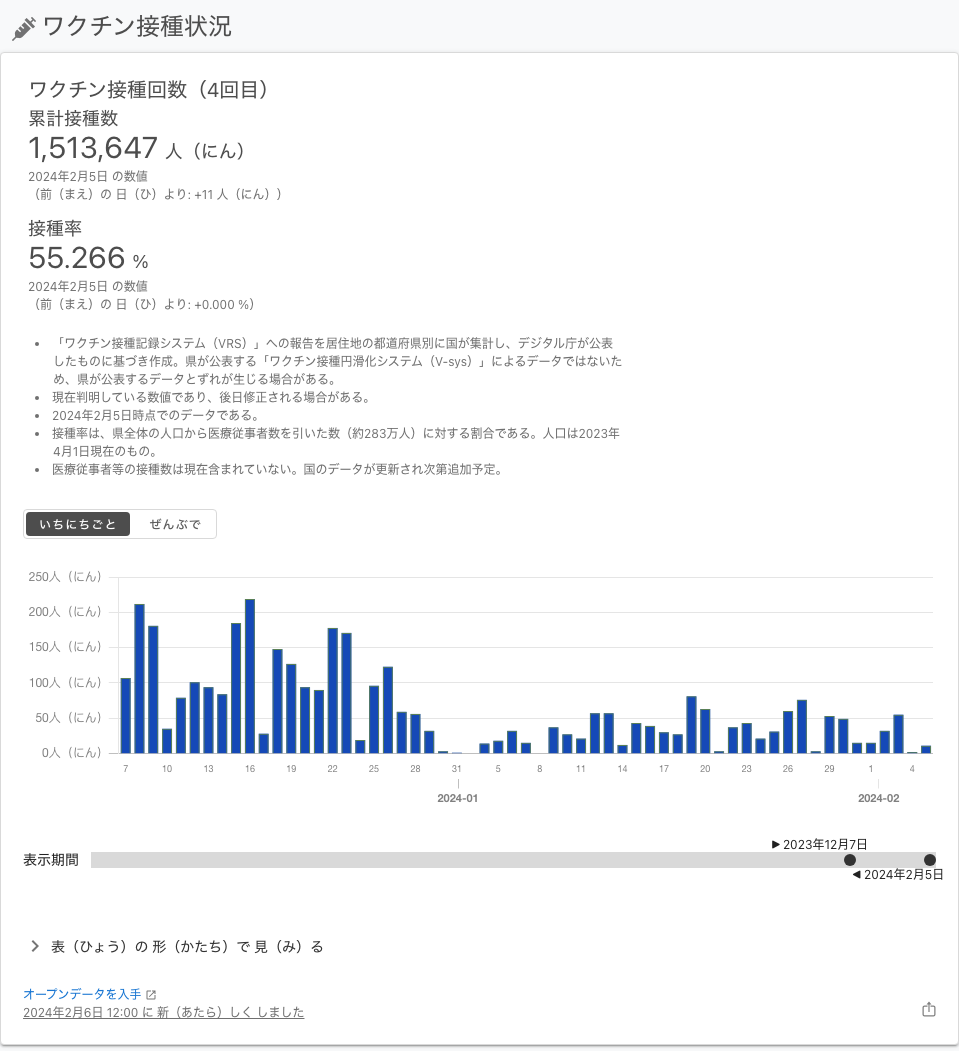 ワクチン接種状況
ワクチン接種回数（4回目）
累計接種数
1,513,647 人（にん）
2024年2月5日 の数値
（前（まえ）の 日（ひ）より: +11 人（にん））
接種率
55.266 %
2024年2月5日 の数値
（前（まえ）の 日（ひ）より: +0.000 %）
• 「ワクチン接種記録システム（VRS）」への報告を居住地の都道府県別に国が集計し、デジタル庁が公表
したものに基づき作成。県が公表する「ワクチン接種円滑化システム（V-sys）」によるデータではないた
め、県が公表するデータとずれが生じる場合がある。
• 現在判明している数値であり、後日修正される場合がある。
• 2024年2月5日時点でのデータである。
• 接種率は、県全体の人口から医療従事者数を引いた数（約283万人）に対する割合である。人口は2023年
4月1日現在のもの。
• 医療従事者等の接種数は現在含まれていない。国のデータが更新され次第追加予定。
いちにちごと ぜんぶで
250人（にん）
200人（にん）
150人（にん）
100人（にん）
50人（にん）
0人（にん）
7 10 13 16 19 22 25 28 31 5 8 11 14 17 20 23 26 29 1 4
2024-01 2024-02
▶ 2023年12月7日
表示期間
◀ 2024年2月5日
表（ひょう）の 形（かたち）で 見（み）る
オープンデータを入手
2024年2月6日 12:00 に 新（あたら）しく しました